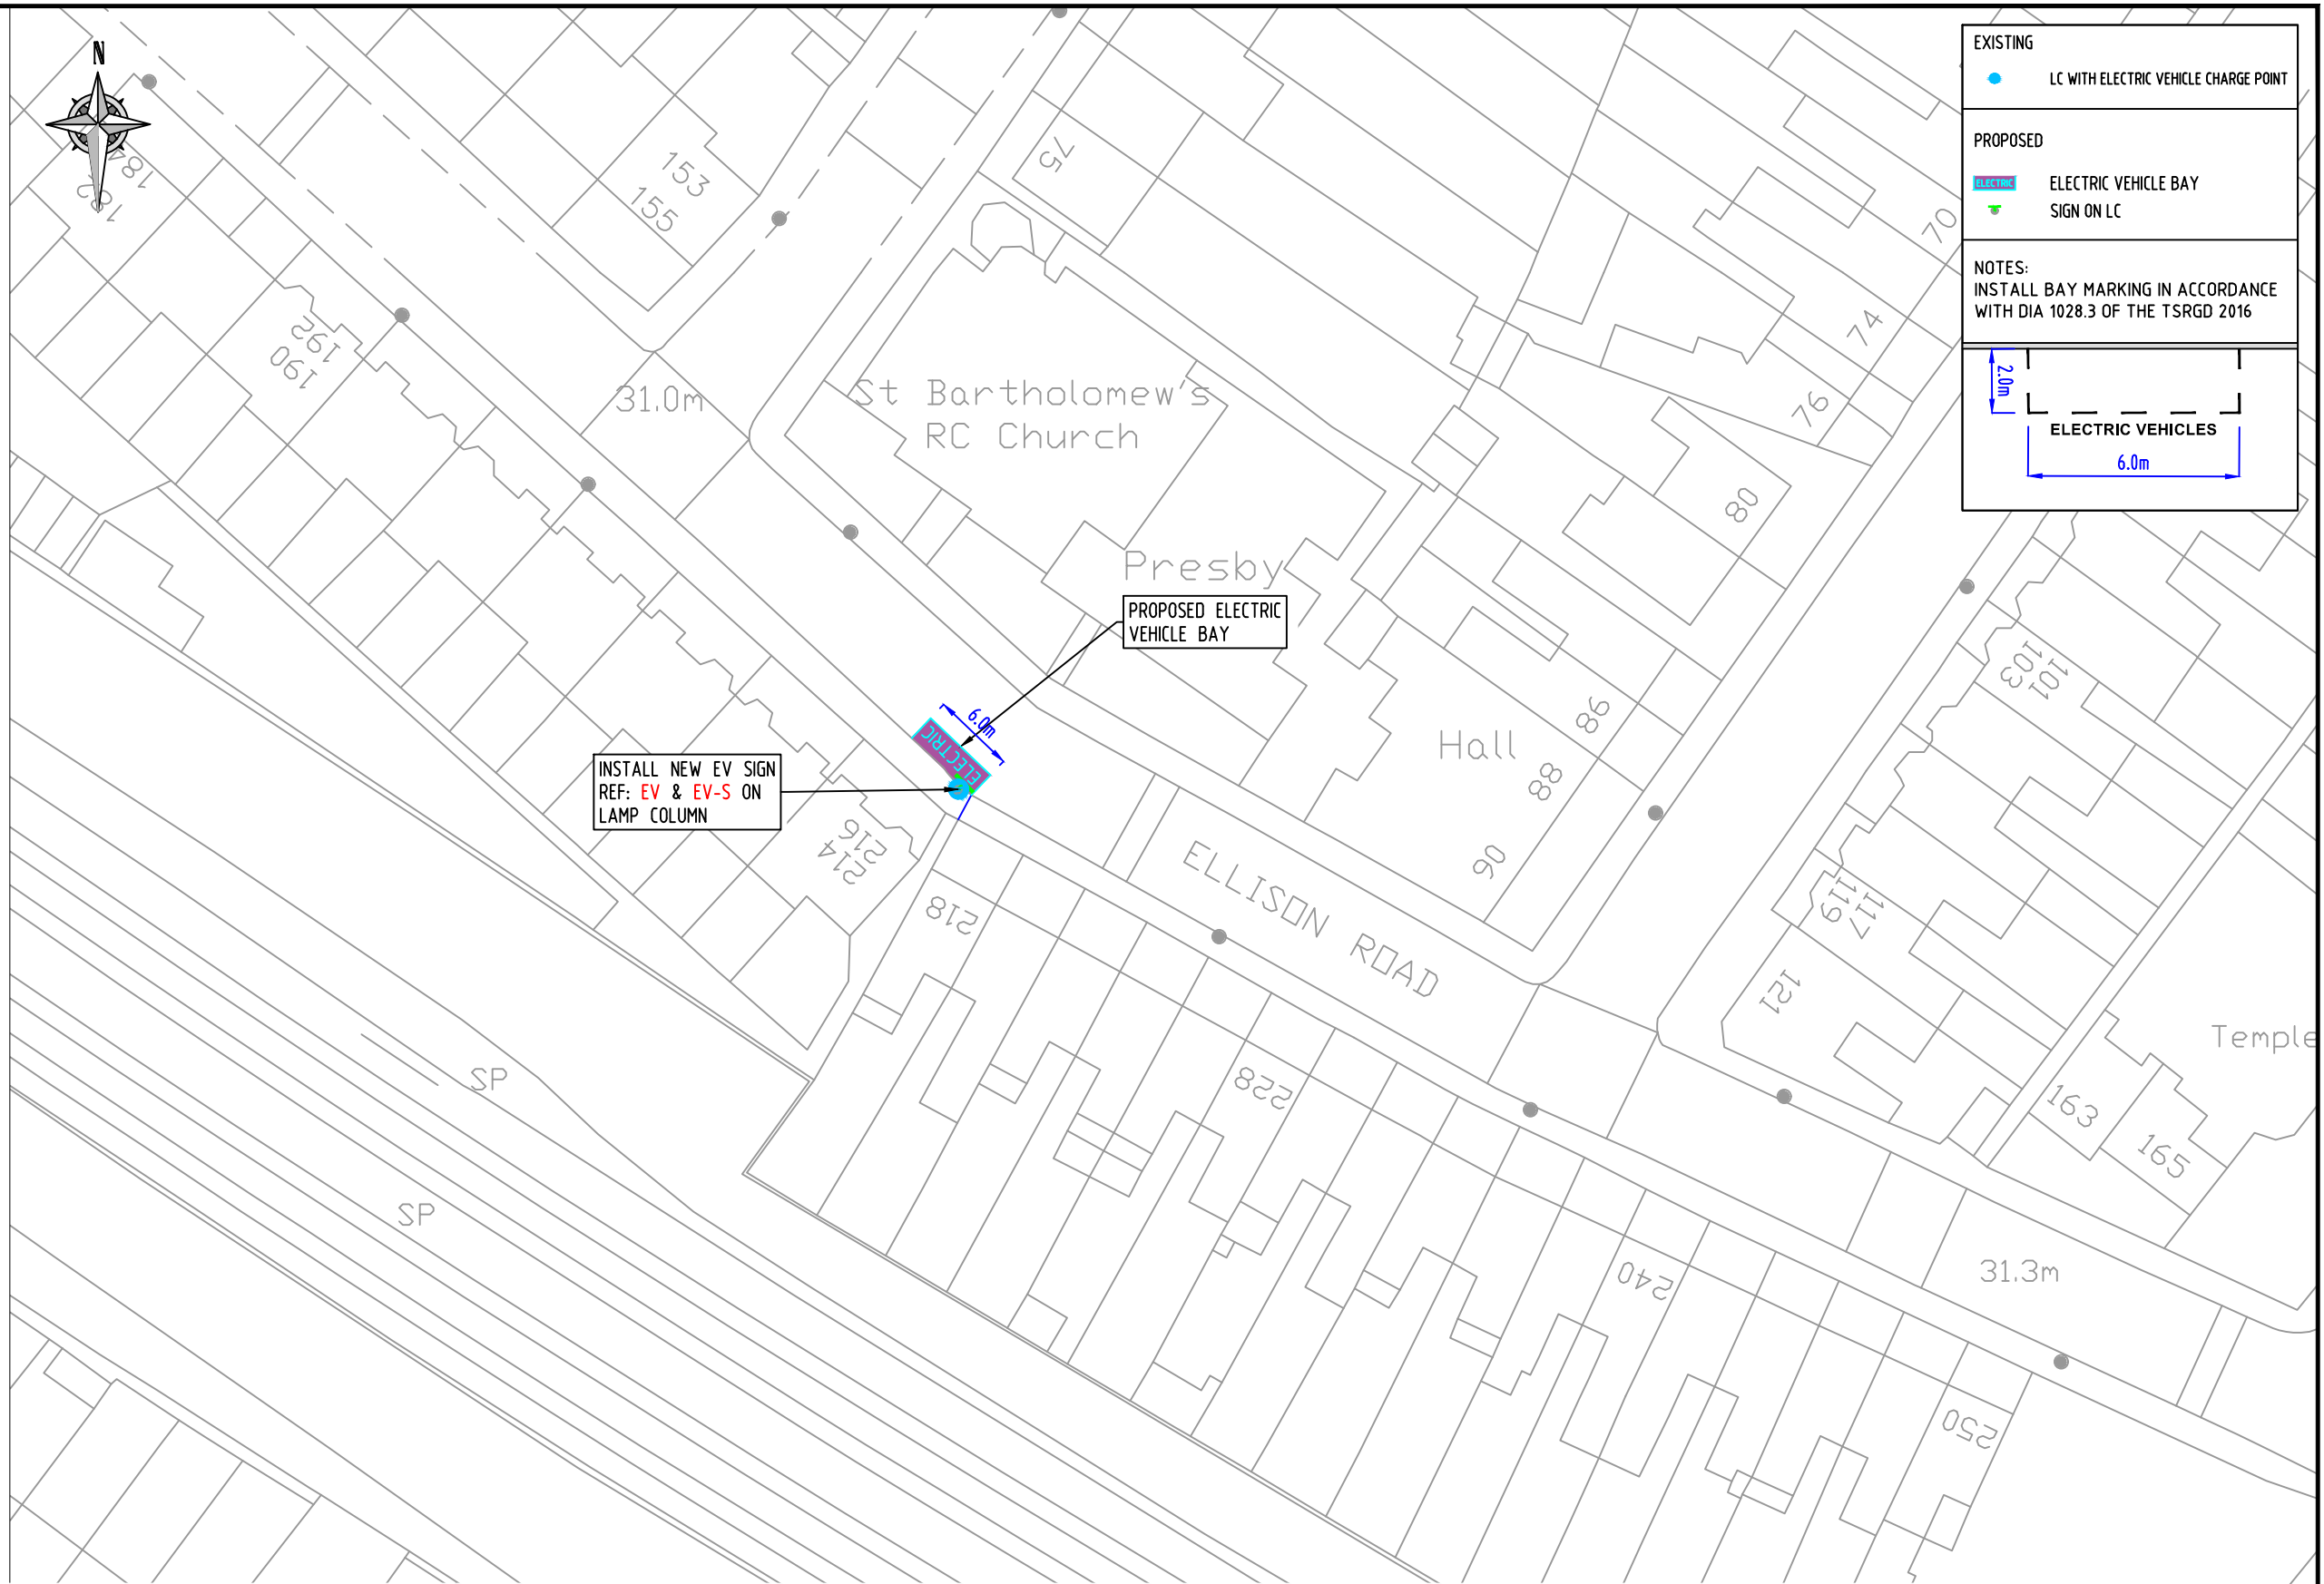 N
EXISTING
LC WITH ELECTRIC VEHICLE CHARGE POINT
PROPOSED
ELECTRIC
ELECTRIC VEHICLE BAY
SIGN ON LC
NOTES:
INSTALL BAY MARKING IN ACCORDANCE
WITH DIA 1028.3 OF THE TSRGD 2016
2.0m
ELECTRIC VEHICLES
6.0m
184
182
153
155
75
70
74
76
80
192
190
31.0m
St Bartholomew's
RC Church
Presby
PROPOSED ELECTRIC
VEHICLE BAY
6.0m
ELECTRIC
INSTALL NEW EV SIGN
REF: EV & EV-S ON
LAMP COLUMN
Hall
86
88
90
101
103
117
119
121
214
216
218
ELLISON ROAD
228
240
250
Temple
163
165
31.3m
SP
SP